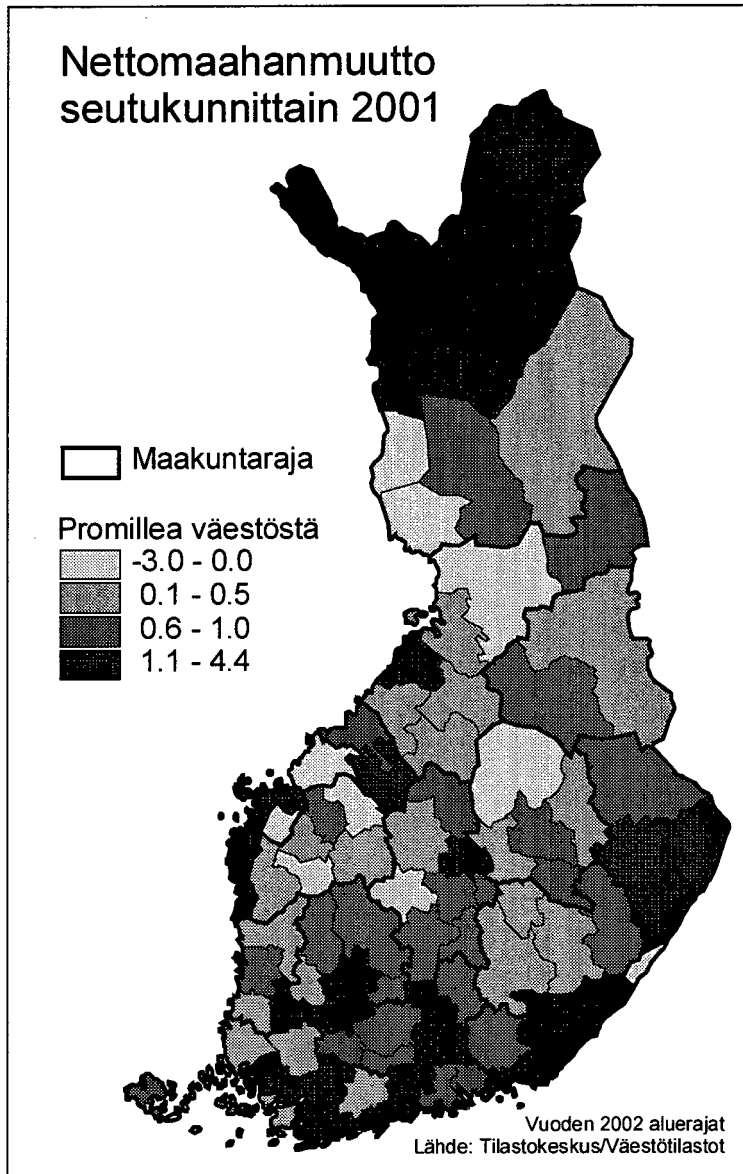 Nettomaahanmuutto
seutukunnittain 2001
Maakuntaraja
Promillea väestöstä
-3.0 - 0.0
0.1 - 0.5
0.6 - 1.0
1.1 - 4.4
Vuoden 2002 aluerajat
Lähde: Tilastokeskus/Väestötilastot